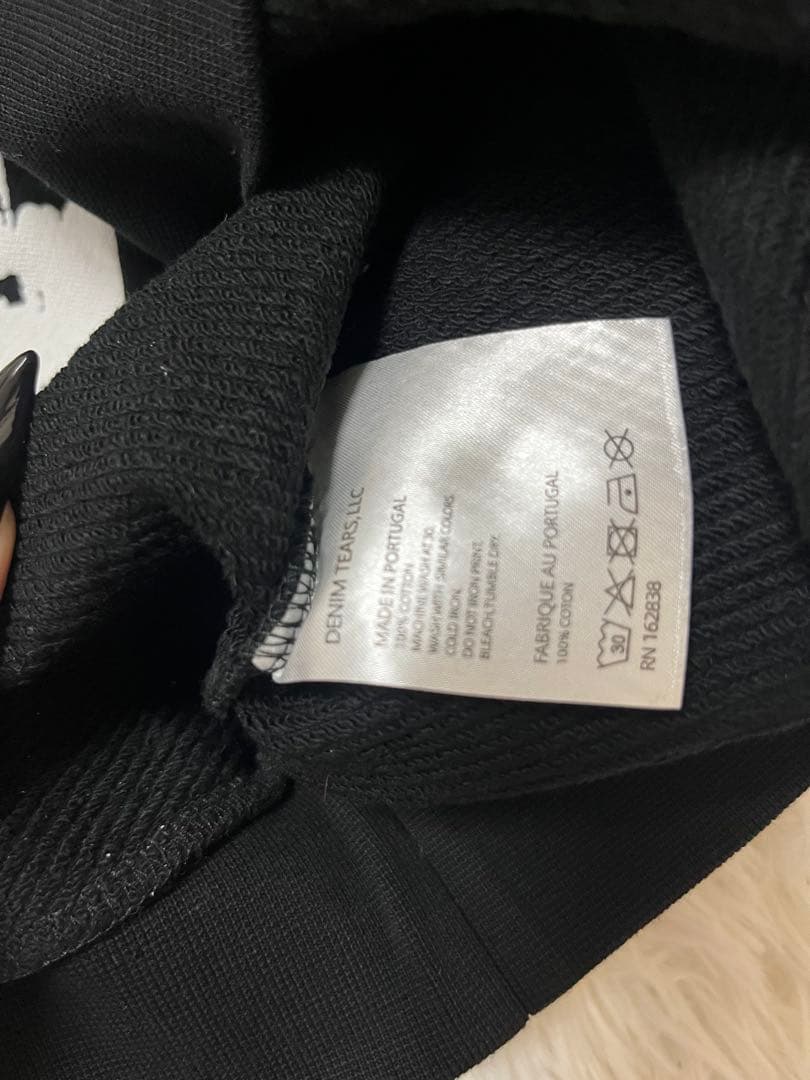 DENIM TEARS, LLC
MADE IN PORTUGAL
100% COTTON
MACHINE WASH AT 30.
WASH WITH SIMILAR COLORS
COLD IRON,
DO NOT IRON PRINT,
BLEACH, TUMBLE DRY.
FABRIQUE AU PORTUGAL
100% COTON
30
RN 162838